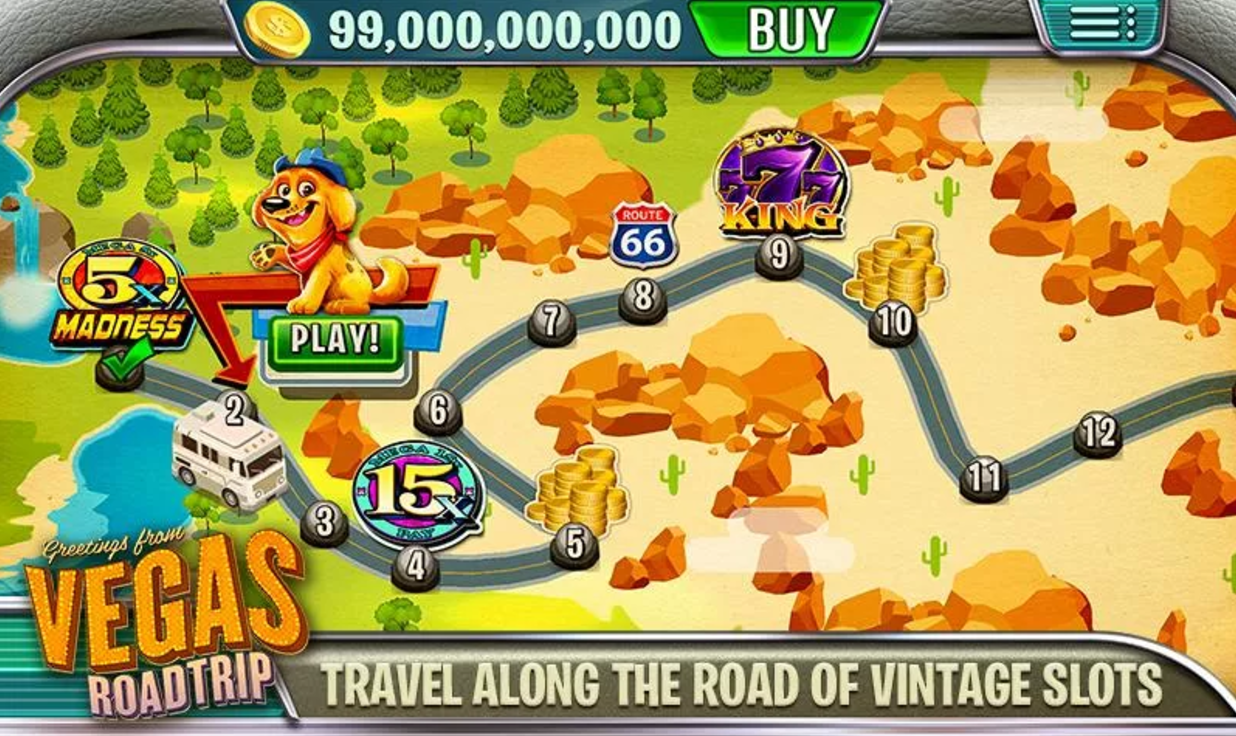 99,000,000,000
BUY
777
KING
ROUTE
66
5x
MADNESS
PLAY!
2
3
15x
PAY
4
5
6
7
8
9
10
11
12
Greetings from
VEGAS
ROADTRIP
TRAVEL ALONG THE ROAD OF VINTAGE SLOTS